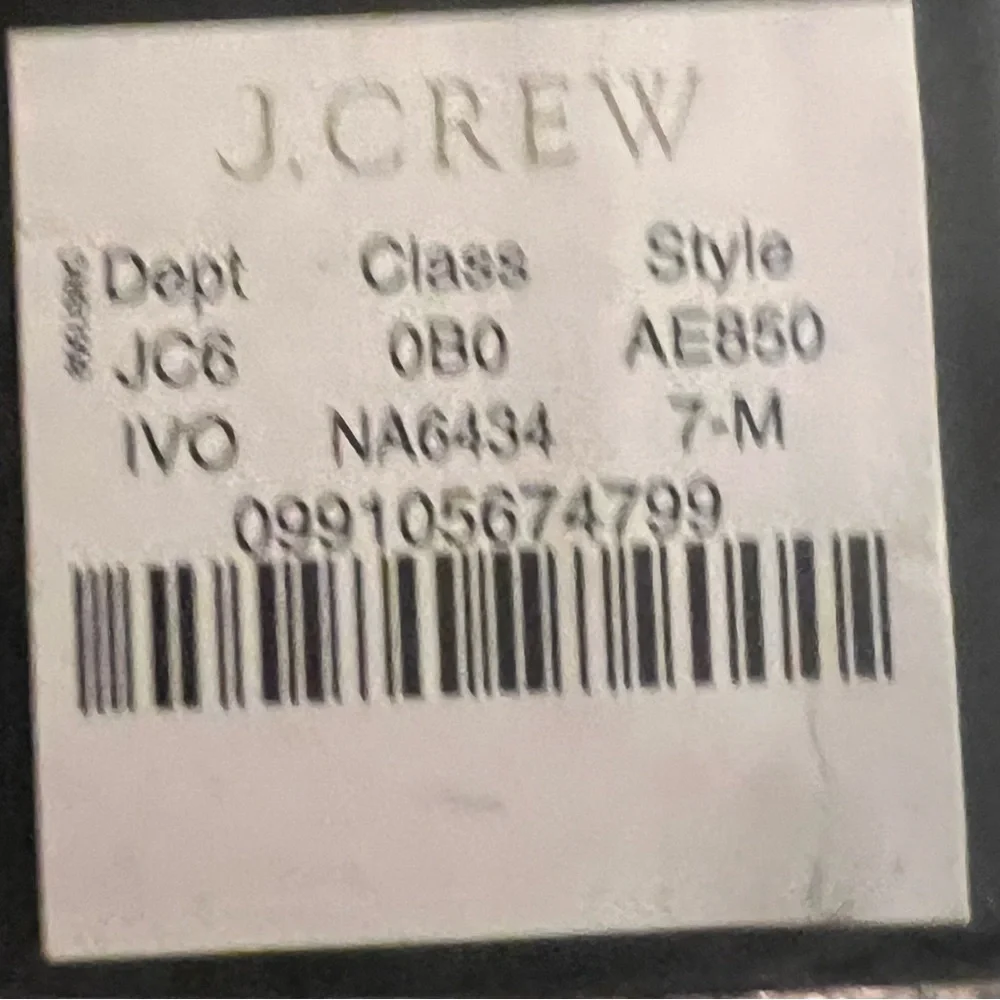 J.CREW
Dept Class Style
JC6 0B0 AE850
IVO NA6434 7-M
099105674799